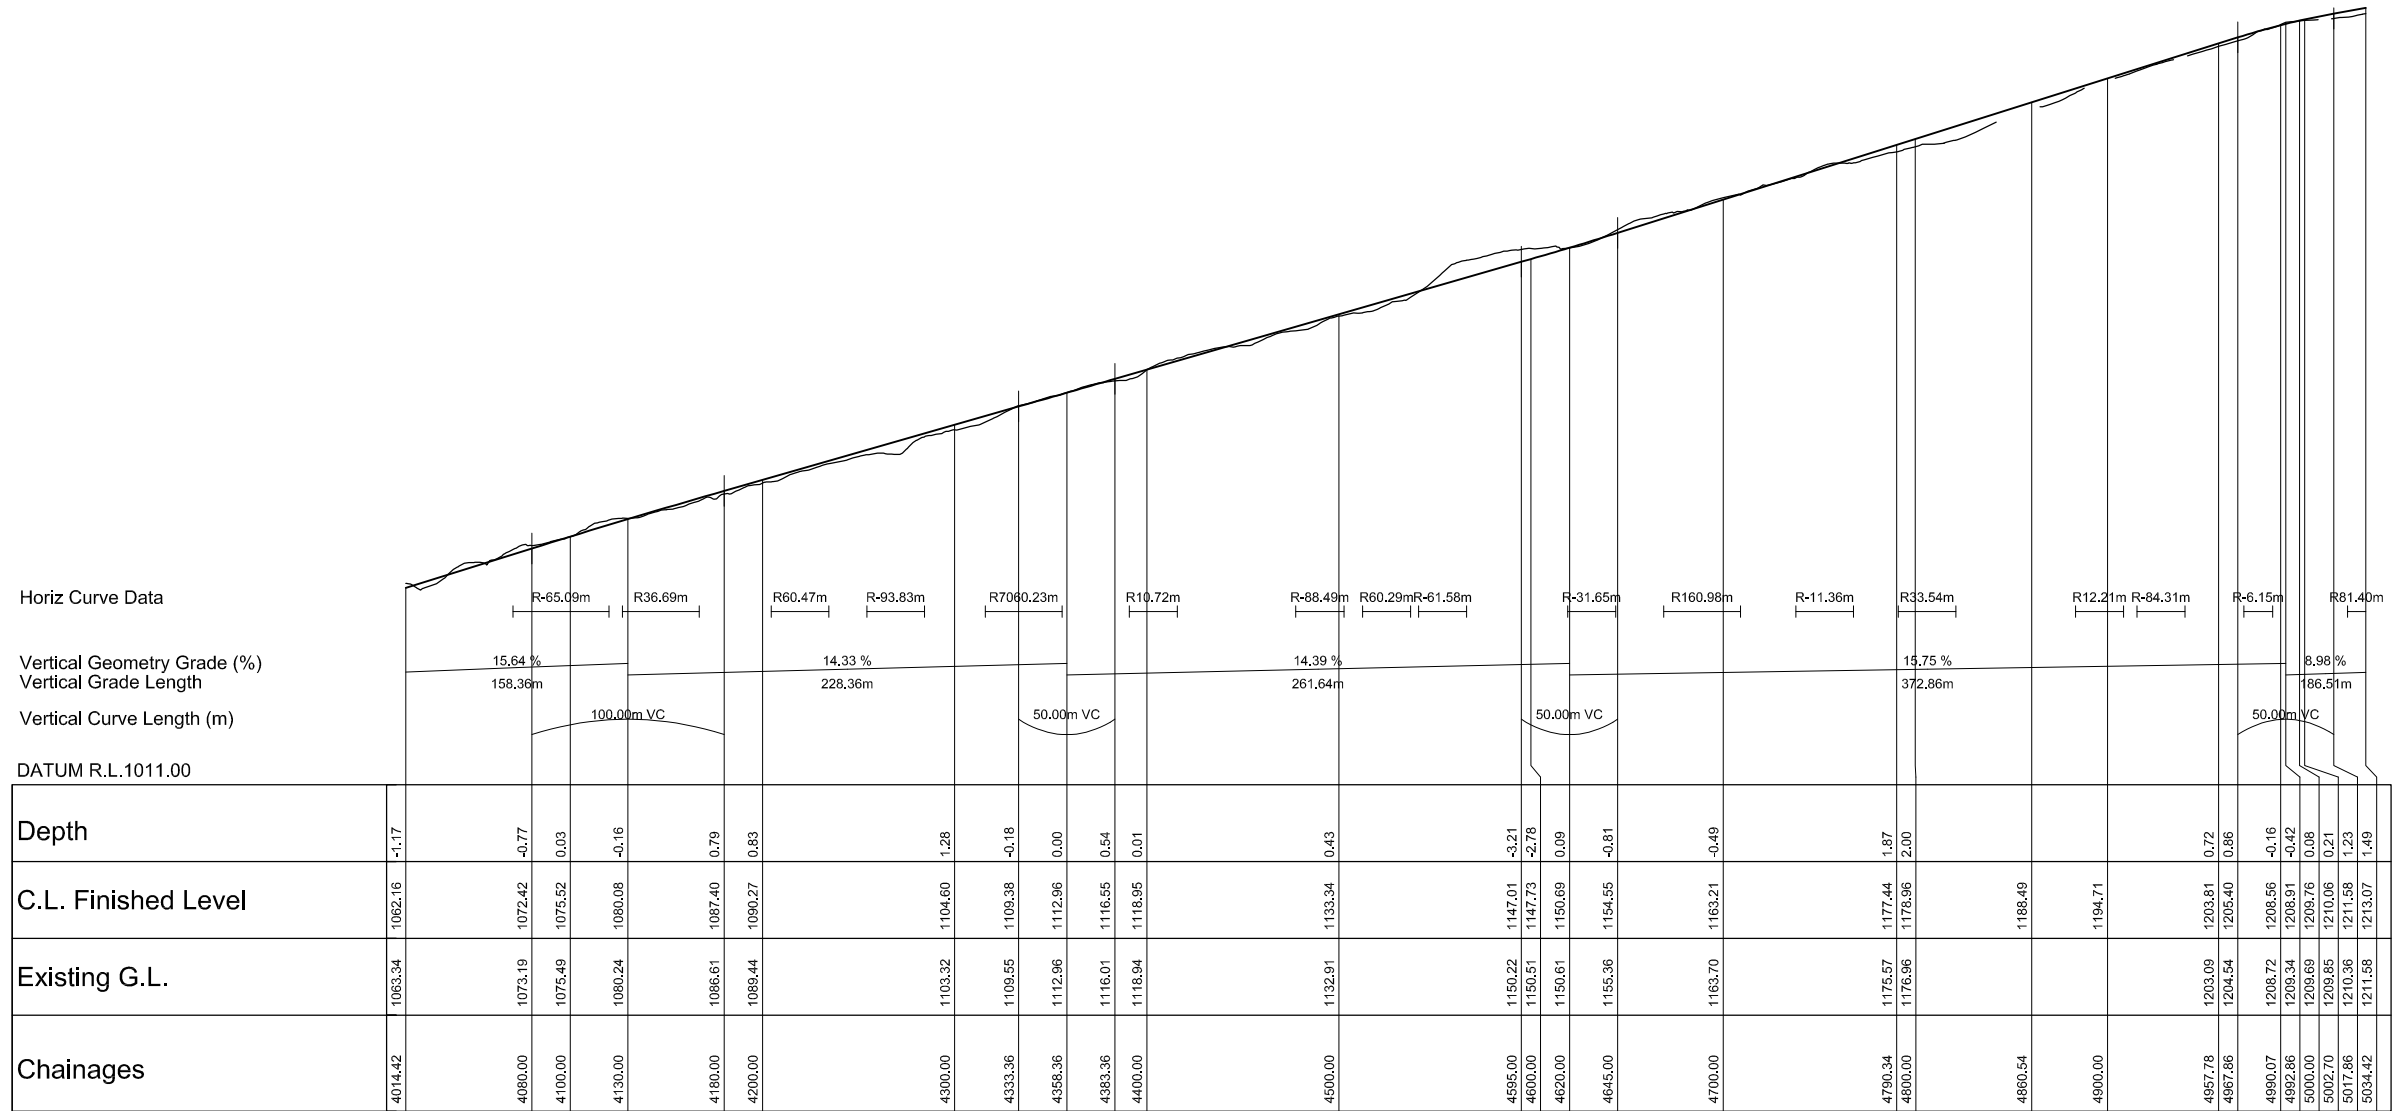 Horiz Curve Data
R-65.09m R36.69m R60.47m R-93.83m R7060.23m R10.72m R-88.49m R60.29m R-61.58m R-31.65m R160.98m R-11.36m R33.54m R12.21m R-84.31m R-6.15m R81.40m
Vertical Geometry Grade (%)
15.64 % 14.33 % 14.39 % 15.75 % 8.98 %
Vertical Grade Length
158.36m 228.36m 261.64m 372.86m 186.51m
Vertical Curve Length (m)
100.00m VC 50.00m VC 50.00m VC 50.00m VC
DATUM R.L.1011.00
Depth
-1.17 -0.77 0.03 -0.16 0.79 0.83 1.28 -0.18 0.00 0.54 0.01 0.43 -3.21 -2.78 0.09 -0.81 -0.49 1.87 2.00 0.72 0.86 -0.16 -0.42 0.08 0.21 1.23 1.49
C.L. Finished Level
1062.16 1072.42 1075.52 1080.08 1087.40 1090.27 1104.60 1109.38 1112.96 1116.55 1118.95 1133.34 1147.01 1147.73 1150.69 1154.55 1163.21 1177.44 1178.96 1188.49 1194.71 1203.81 1205.40 1208.56 1208.91 1209.76 1210.06 1211.58 1213.07
Existing G.L.
1063.34 1073.19 1075.49 1080.24 1086.61 1089.44 1103.32 1109.55 1112.96 1116.01 1118.94 1132.91 1150.22 1150.51 1150.61 1155.36 1163.70 1175.57 1176.96 1203.09 1204.54 1208.72 1209.34 1209.69 1209.85 1210.36 1211.58
Chainages
4014.42 4080.00 4100.00 4130.00 4180.00 4200.00 4300.00 4333.36 4358.36 4383.36 4400.00 4500.00 4595.00 4600.00 4620.00 4645.00 4700.00 4790.34 4800.00 4860.54 4900.00 4957.78 4967.86 4990.07 4992.86 5000.00 5002.70 5017.86 5034.42